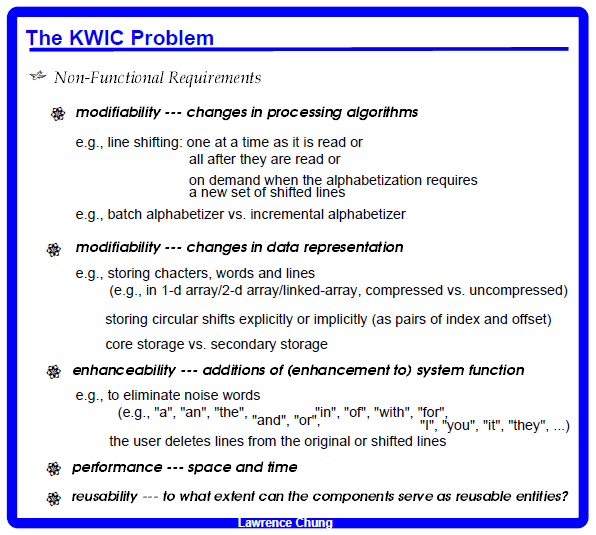 The KWIC Problem
Non-Functional Requirements
modifiability --- changes in processing algorithms
e.g., line shifting: one at a time as it is read or
all after they are read or
on demand when the alphabetization requires
a new set of shifted lines
e.g., batch alphabetizer vs. incremental alphabetizer
modifiability --- changes in data representation
e.g., storing chacters, words and lines
(e.g., in 1-d array/2-d array/linked-array, compressed vs. uncompressed)
storing circular shifts explicitly or implicitly (as pairs of index and offset)
core storage vs. secondary storage
enhanceability --- additions of (enhancement to) system function
e.g., to eliminate noise words
(e.g., "a", "an", "the", "and", "or", "in", "of", "with", "for", "I", "you", "it", "they", ...)
the user deletes lines from the original or shifted lines
performance --- space and time
reusability --- to what extent can the components serve as reusable entities?
Lawrence Chung